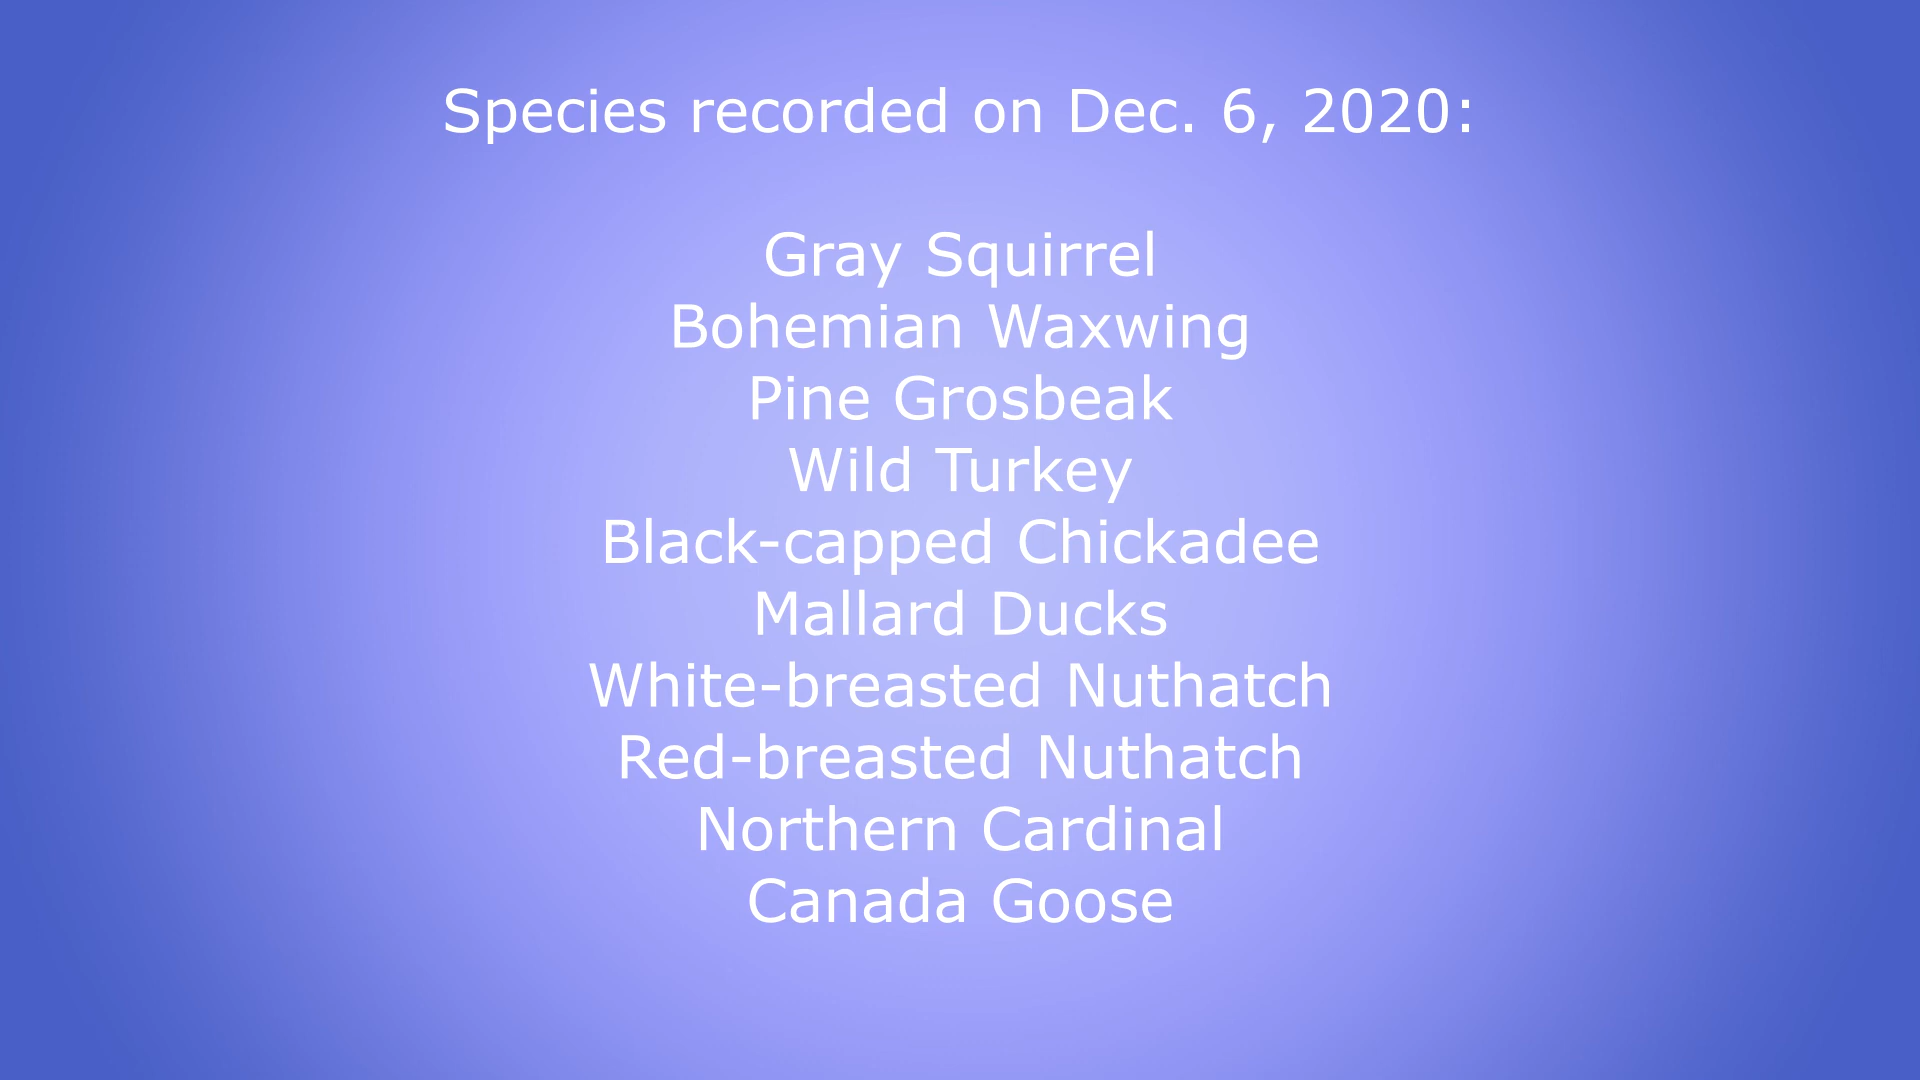 Species recorded on Dec. 6, 2020:
Gray Squirrel
Bohemian Waxwing
Pine Grosbeak
Wild Turkey
Black-capped Chickadee
Mallard Ducks
White-breasted Nuthatch
Red-breasted Nuthatch
Northern Cardinal
Canada Goose